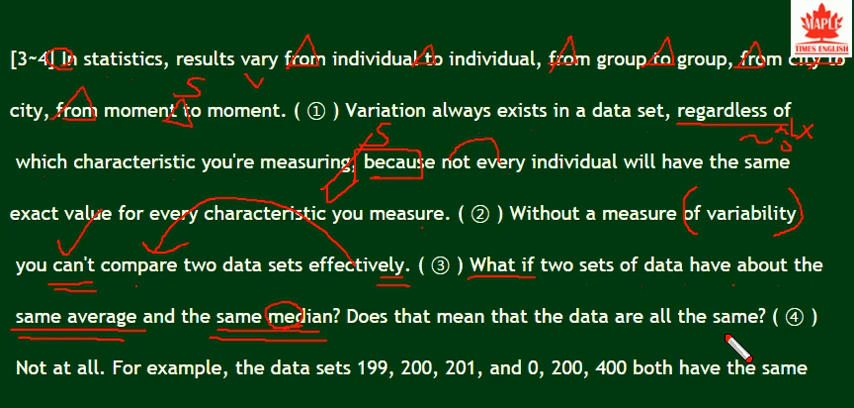 MAPLE
TIMES ENGLISH
[3~4] In statistics, results vary from individual to individual, from group to group, from city to
city, from moment to moment. ( ① ) Variation always exists in a data set, regardless of
which characteristic you're measuring, because not every individual will have the same
exact value for every characteristic you measure. ( ② ) Without a measure of variability
you can't compare two data sets effectively. ( ③ ) What if two sets of data have about the
same average and the same median? Does that mean that the data are all the same? ( ④ )
Not at all. For example, the data sets 199, 200, 201, and 0, 200, 400 both have the same